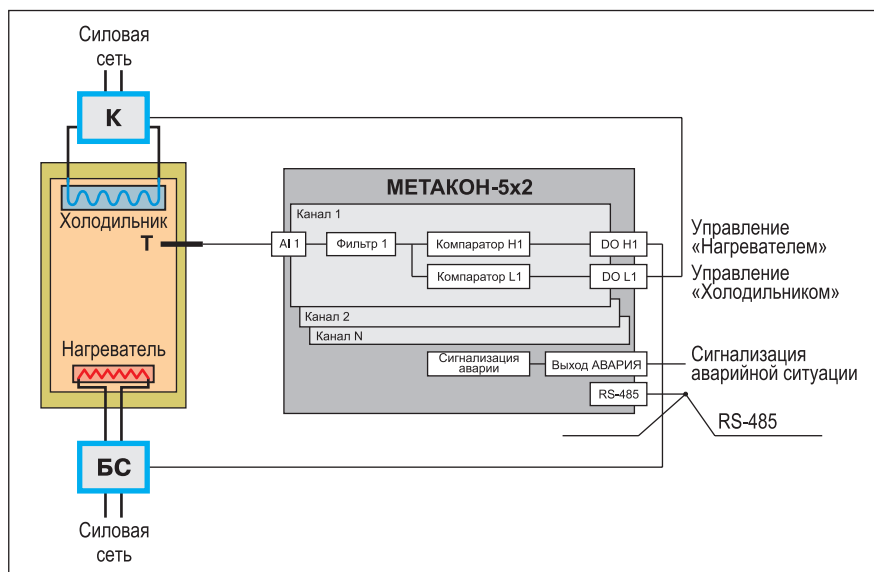 Силовая
сеть
К
Холодильник
Т
Нагреватель
БС
Силовая
сеть
МЕТАКОН-5х2
Канал 1
AI 1
Фильтр 1
Компаратор H1
DO H1
Компаратор L1
DO L1
Канал 2
Канал N
Сигнализация
аварии
Выход АВАРИЯ
RS-485
Управление
«Нагревателем»
Управление
«Холодильником»
Сигнализация
аварийной ситуации
RS-485